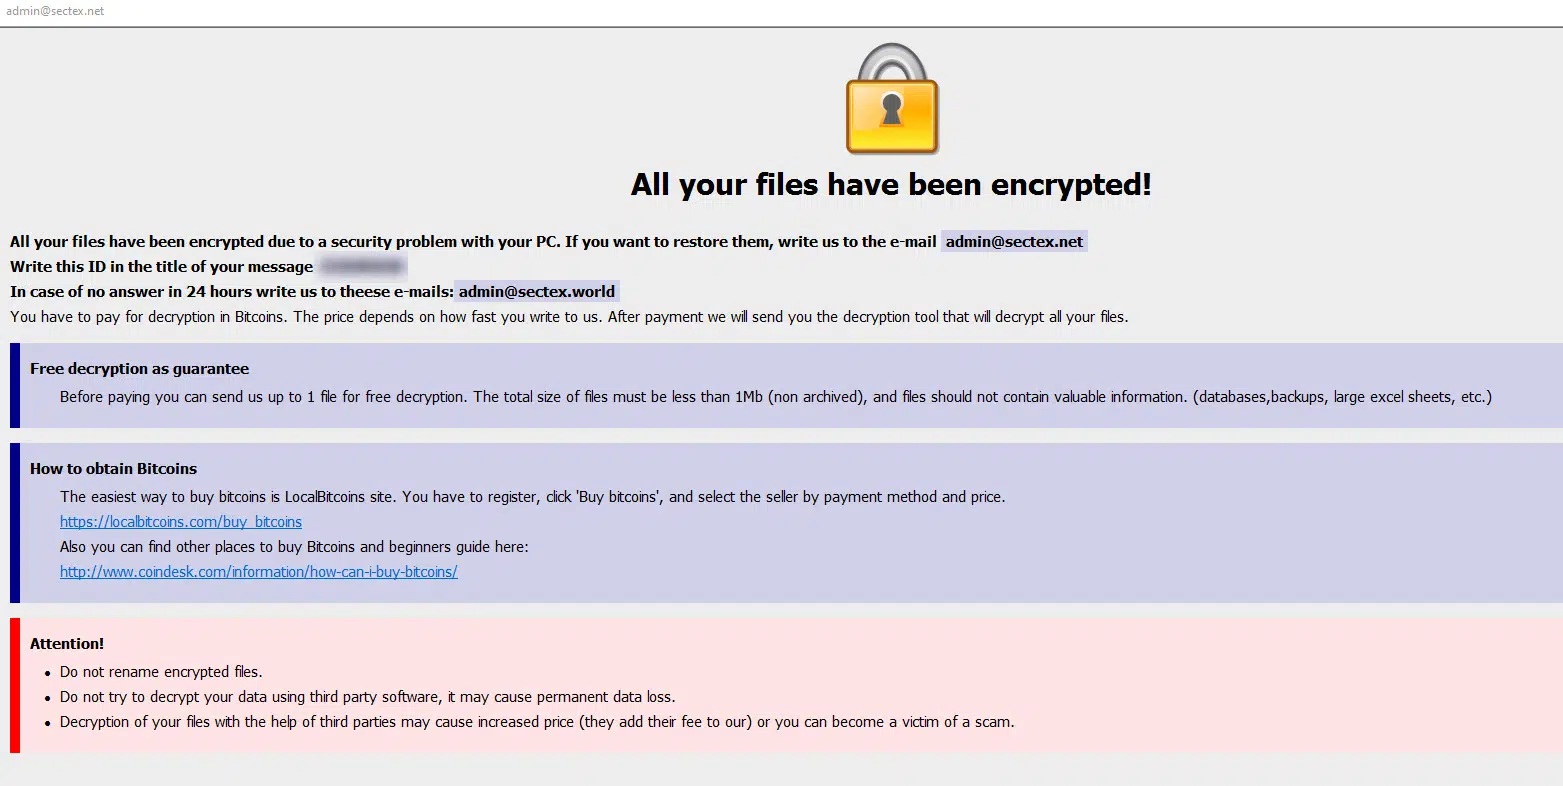 admin@sectex.net
All your files have been encrypted!
All your files have been encrypted due to a security problem with your PC. If you want to restore them, write us to the e-mail admin@sectex.net
Write this ID in the title of your message
In case of no answer in 24 hours write us to theese e-mails: admin@sectex.world
You have to pay for decryption in Bitcoins. The price depends on how fast you write to us. After payment we will send you the decryption tool that will decrypt all your files.
Free decryption as guarantee
Before paying you can send us up to 1 file for free decryption. The total size of files must be less than 1Mb (non archived), and files should not contain valuable information. (databases,backups, large excel sheets, etc.)
How to obtain Bitcoins
The easiest way to buy bitcoins is LocalBitcoins site. You have to register, click 'Buy bitcoins', and select the seller by payment method and price.
https://localbitcoins.com/buy_bitcoins
Also you can find other places to buy Bitcoins and beginners guide here:
http://www.coindesk.com/information/how-can-i-buy-bitcoins/
Attention!
• Do not rename encrypted files.
• Do not try to decrypt your data using third party software, it may cause permanent data loss.
• Decryption of your files with the help of third parties may cause increased price (they add their fee to our) or you can become a victim of a scam.